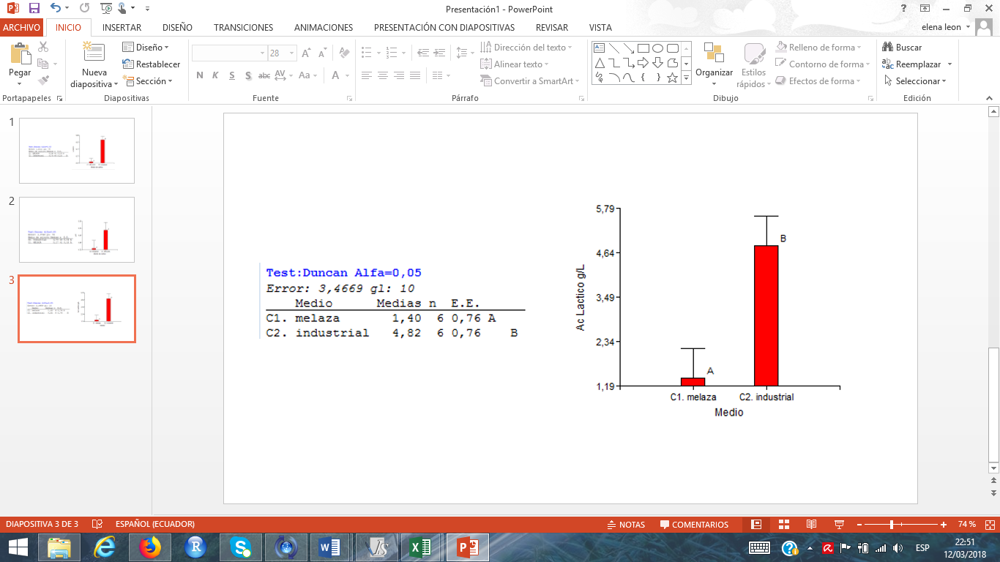 Presentación1 - PowerPoint
ARCHIVO INICIO INSERTAR DISEÑO TRANSICIONES ANIMACIONES PRESENTACIÓN CON DIAPOSITIVAS REVISAR VISTA elena leon
Pegar
Portapapeles
Nueva diapositiva
Diseño
Restablecer
Sección
Diapositivas
28
N K S S abc AV Aa A
Fuente
Dirección del texto
Alinear texto
Convertir a SmartArt
Párrafo
Organizar
Estilos rápidos
Relleno de forma
Contorno de forma
Efectos de forma
Dibujo
Buscar
Reemplazar
Seleccionar
Edición
1
2
3
Test:Duncan Alfa=0,05
Error: 3,4669 gl: 10
Medio Medias n E.E.
C1. melaza 1,40 6 0,76 A
C2. industrial 4,82 6 0,76 B
Ac Lactico g/L
5,79
4,64
3,49
2,34
1,19
A
B
C1. melaza C2. industrial
Medio
DIAPOSITIVA 3 DE 3 ESPAÑOL (ECUADOR) NOTAS COMENTARIOS 74 %
ESP
22:51
12/03/2018